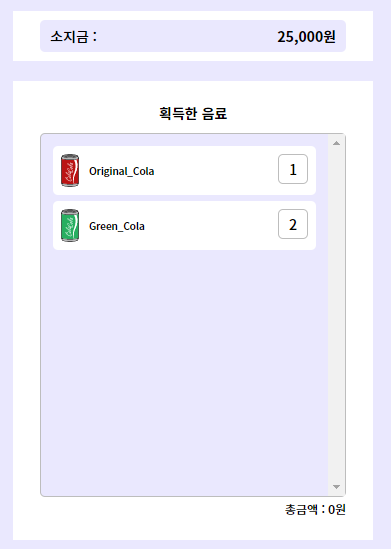 소지금 : 25,000원
획득한 음료
Original_Cola 1
Green_Cola 2
총금액 : 0원